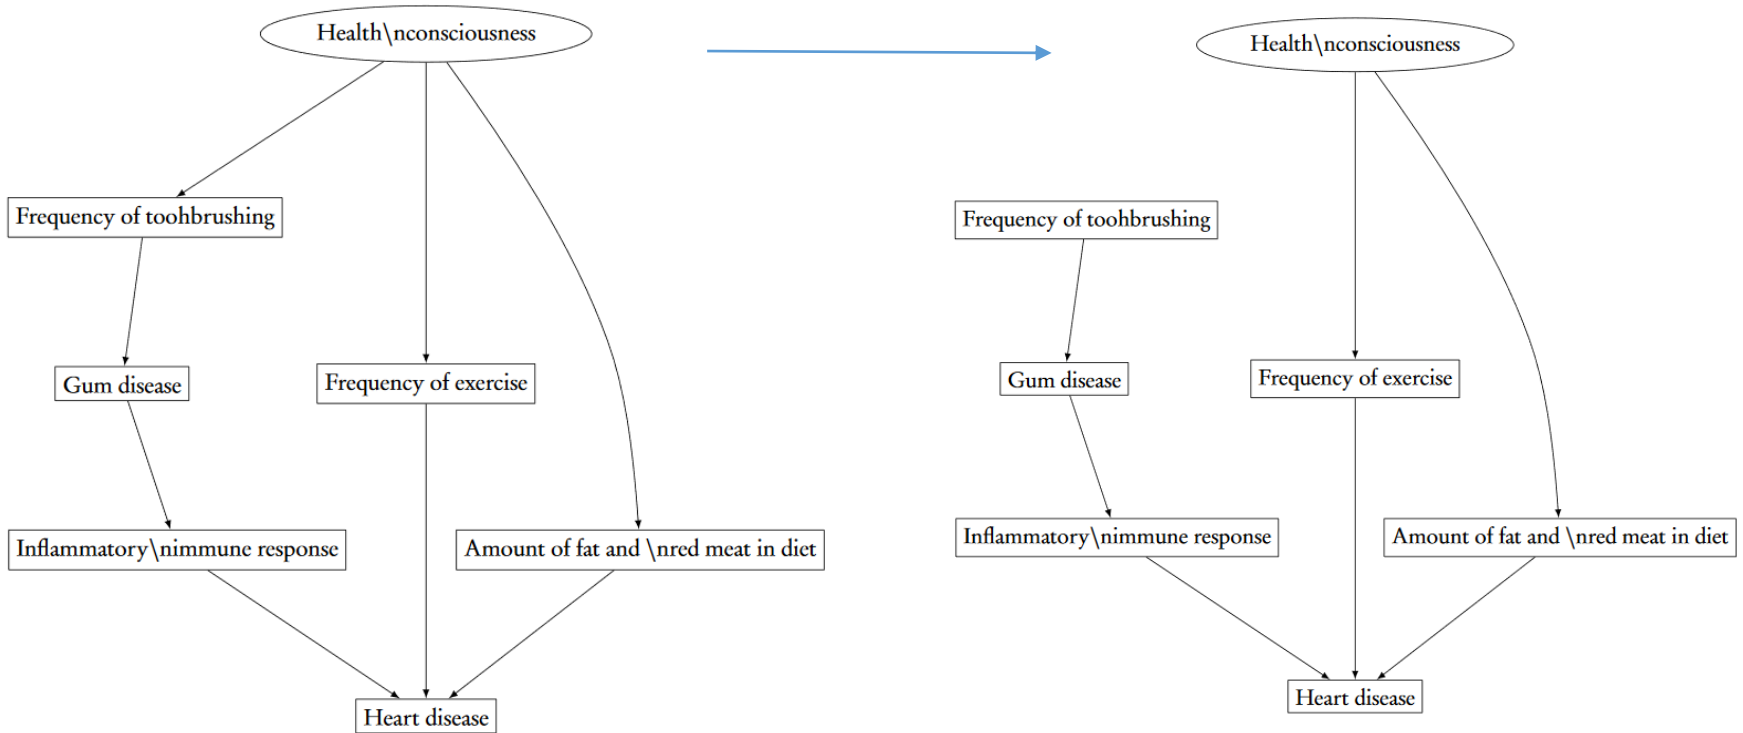 Health\nconsciousness
Frequency of toohbrushing
Gum disease
Frequency of exercise
Inflammatory\nimmune response
Amount of fat and \nred meat in diet
Heart disease
Health\nconsciousness
Frequency of toohbrushing
Gum disease
Frequency of exercise
Inflammatory\nimmune response
Amount of fat and \nred meat in diet
Heart disease